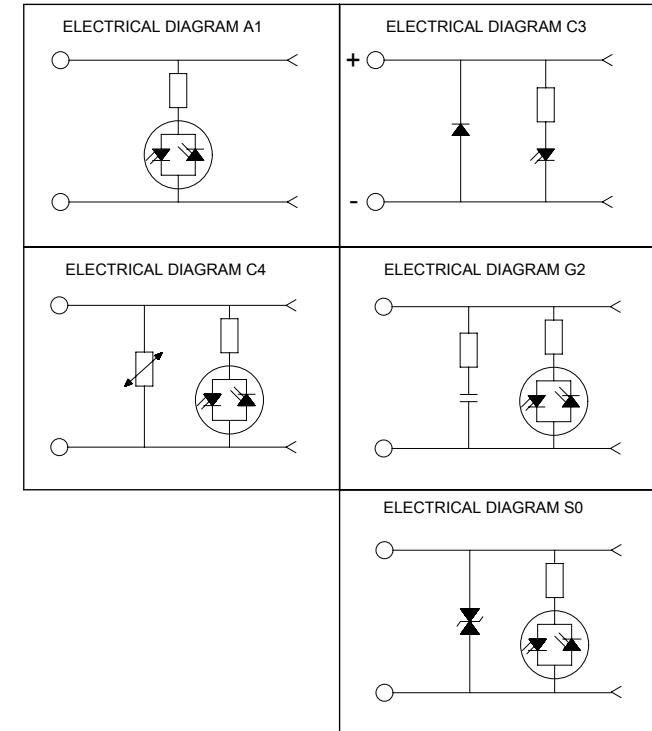 ELECTRICAL DIAGRAM A1
ELECTRICAL DIAGRAM C3
+
-
ELECTRICAL DIAGRAM C4
ELECTRICAL DIAGRAM G2
ELECTRICAL DIAGRAM S0